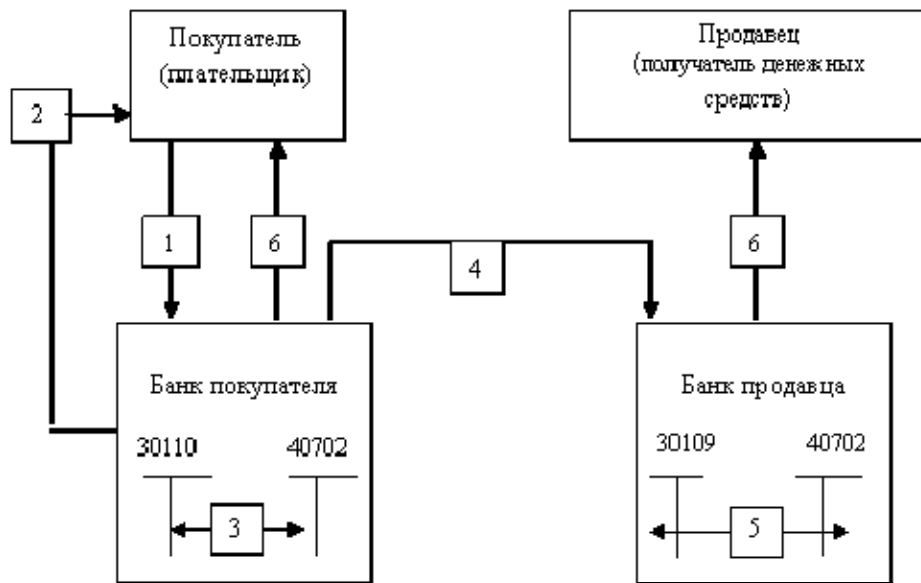 Покупатель
(плательщик)
Продавец
(получатель денежных
средств)
2
1
6
4
6
Банк покупателя
30110
40702
3
Банк продавца
30109
40702
5